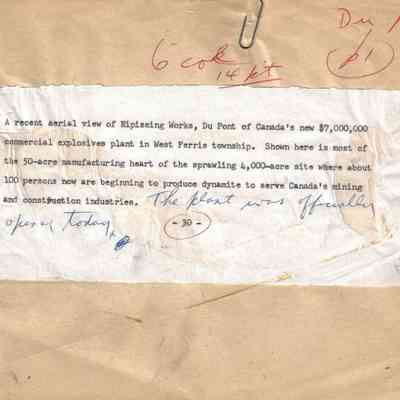 Du
6 col
14 pt
p1
A recent aerial view of Nipissing Works, Du Pont of Canada's new $7,000,000
commercial explosives plant in West Ferris township. Shown here is most of
the 50-acre manufacturing heart of the sprawling 4,000-acre site where about
100 persons now are beginning to produce dynamite to serve Canada's mining
and construction industries. The plant was officially
opened today.
-30-